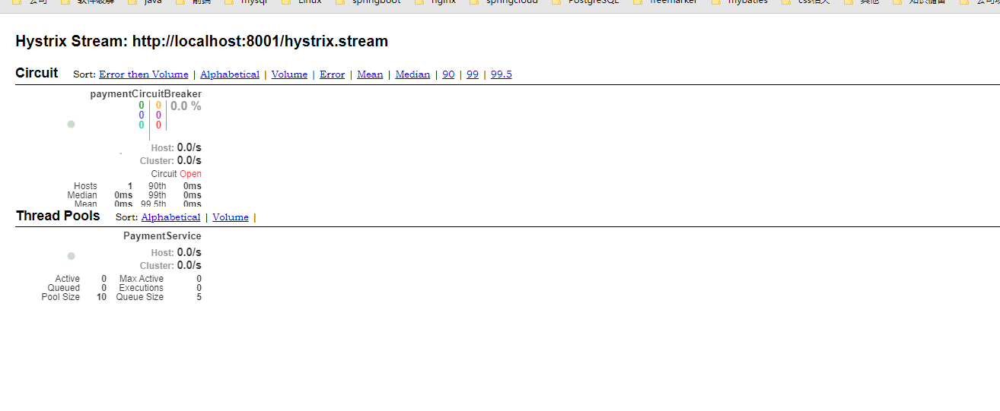 公司 软件破解 java 前端 mysql Linux springboot nginx springcloud PostgreSQL freemarker mybaties css相关 其他 知识储备
Hystrix Stream: http://localhost:8001/hystrix.stream
Circuit Sort: Error then Volume | Alphabetical | Volume | Error | Mean | Median | 90 | 99 | 99.5
paymentCircuitBreaker
0 0 0.0 %
0 0
0 0
Host: 0.0/s
Cluster: 0.0/s
Circuit Open
Hosts 1 90th 0ms
Median 0ms 99th 0ms
Mean 0ms 99.5th 0ms
Thread Pools Sort: Alphabetical | Volume |
PaymentService
Host: 0.0/s
Cluster: 0.0/s
Active 0 Max Active 0
Queued 0 Executions 0
Pool Size 10 Queue Size 5